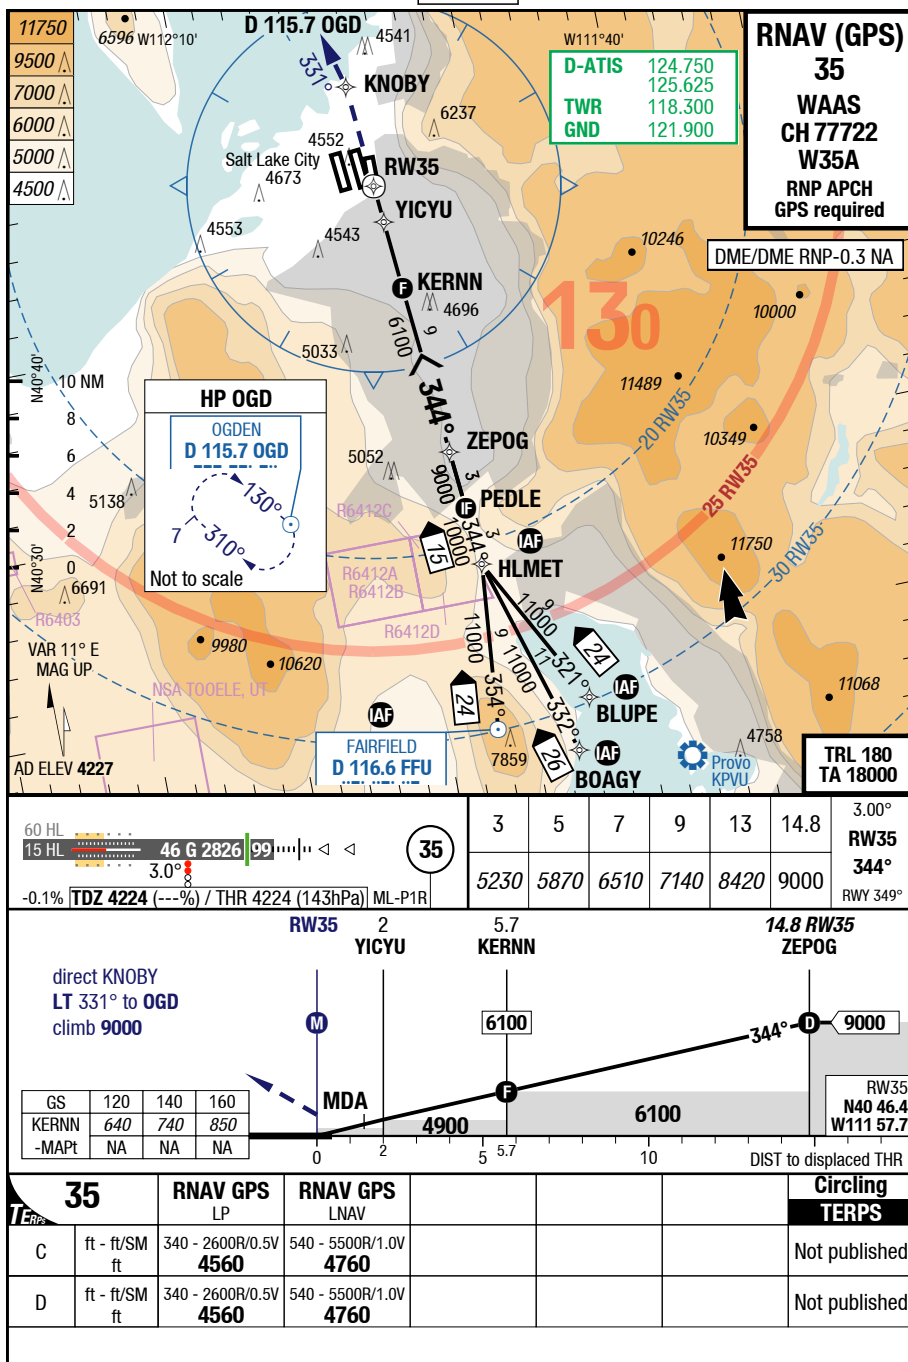 11750
9500
7000
6000
5000
4500
6596
W112°10'
D 115.7 OGD
331°
4541
KNOBY
W111°40'
D-ATIS 124.750
125.625
TWR 118.300
GND 121.900
RNAV (GPS)
35
WAAS
CH 77722
W35A
RNP APCH
GPS required
6237
4552
Salt Lake City
4673
RW35
YICYU
4553
4543
10246
DME/DME RNP-0.3 NA
F
KERNN
4696
130
10000
6100
9
5033
N40°40'
10 NM
8
6
4
2
0
N40°30'
HP OGD
OGDEN
D 115.7 OGD
130°
7
310°
Not to scale
344°
11489
20 RW35
10349
ZEPOG
5052
9000
3
5138
R6412C
IF
PEDLE
25 RW35
344°
10000
3
15
IAF
HLMET
11750
30 RW35
R6412A
R6412B
6691
R6403
R6412D
11000
9
11000
9
11000
11
321°
24
9980
10620
VAR 11° E
MAG UP
NSA TOOELE, UT
24
354°
332°
IAF
BLUPE
11068
IAF
FAIRFIELD
D 116.6 FFU
7859
26
IAF
BOAGY
4758
Provo
KPVU
AD ELEV 4227
TRL 180
TA 18000
60 HL
15 HL
46 G 2826 99
3.0°
35
-0.1%
TDZ 4224 (---%) / THR 4224 (143hPa)
ML-P1R
3 5 7 9 13 14.8
5230 5870 6510 7140 8420 9000
3.00°
RW35
344°
RWY 349°
RW35 2 5.7 14.8 RW35
YICYU KERNN ZEPOG
direct KNOBY
LT 331° to OGD
climb 9000
M
6100
344°
D
9000
F
MDA
4900
6100
RW35
N40 46.4
W111 57.7
GS 120 140 160
KERNN 640 740 850
-MAPt NA NA NA
0 2 5 5.7 10
DIST to displaced THR
TERPs
35
RNAV GPS
LP
RNAV GPS
LNAV
Circling
TERPS
C
ft - ft/SM
ft
340 - 2600R/0.5V
4560
540 - 5500R/1.0V
4760
Not published
D
ft - ft/SM
ft
340 - 2600R/0.5V
4560
540 - 5500R/1.0V
4760
Not published